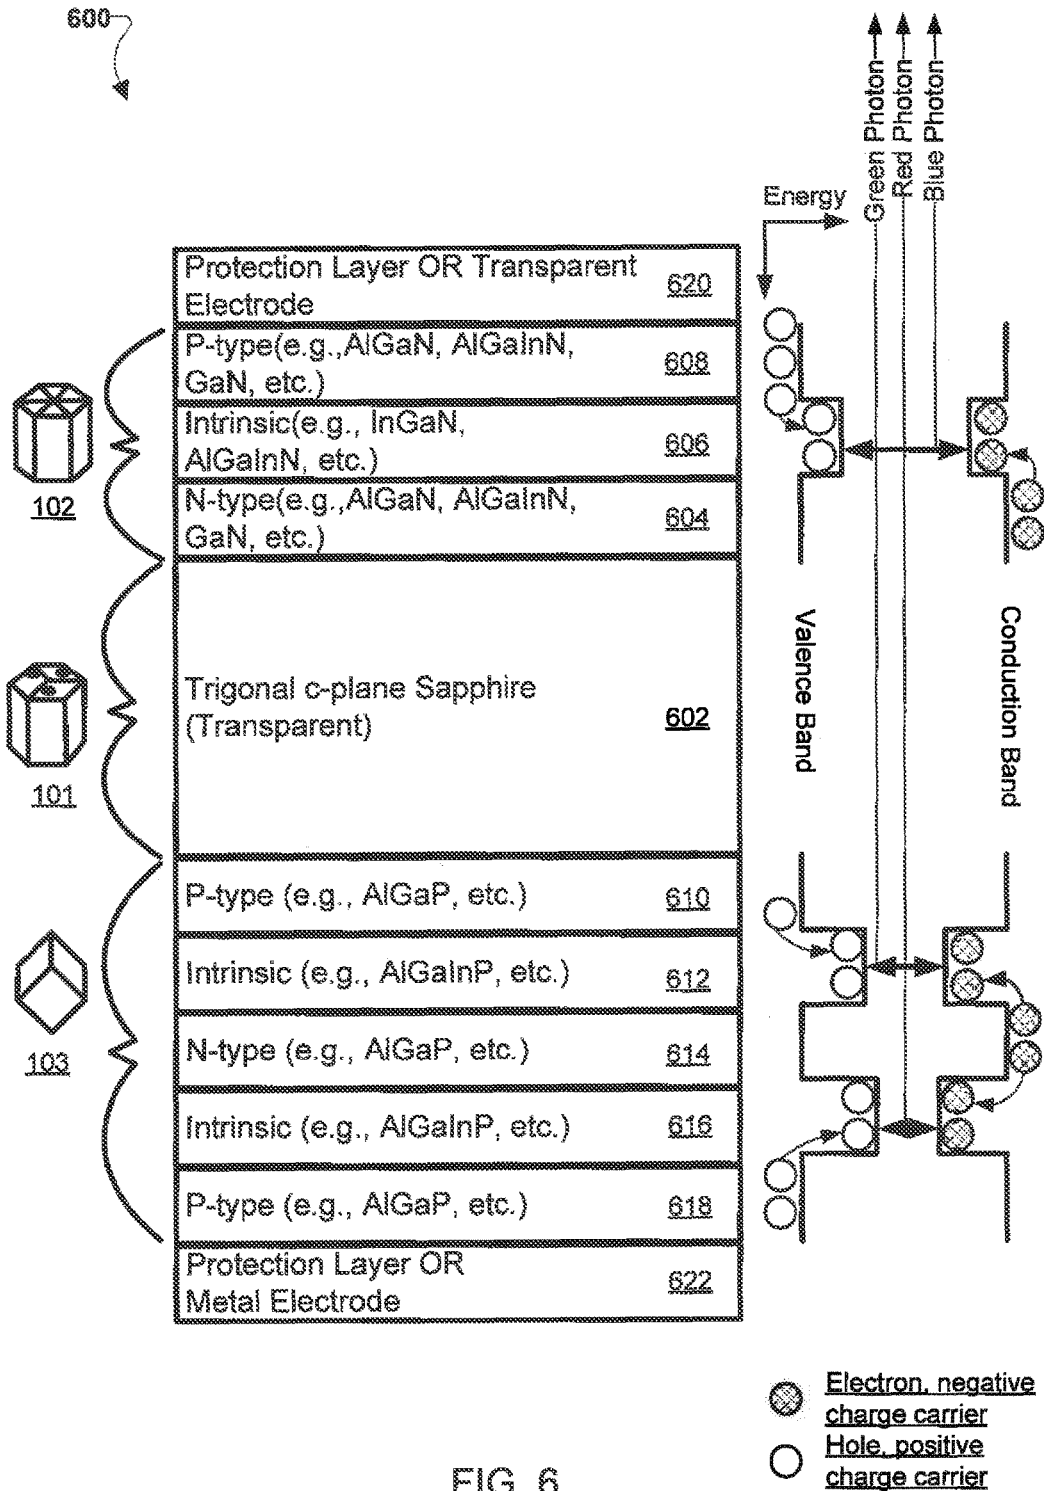 600
Green Photon
Red Photon
Blue Photon
Energy
Protection Layer OR Transparent
Electrode
620
P-type(e.g.,AlGaN, AlGaInN,
GaN, etc.)
608
Intrinsic(e.g., InGaN,
AlGaInN, etc.)
606
N-type(e.g.,AlGaN, AlGaInN,
GaN, etc.)
604
102
Trigonal c-plane Sapphire
(Transparent)
602
101
Valence Band
Conduction Band
P-type (e.g., AlGaP, etc.)
610
Intrinsic (e.g., AlGaInP, etc.)
612
N-type (e.g., AlGaP, etc.)
614
103
Intrinsic (e.g., AlGaInP, etc.)
616
P-type (e.g., AlGaP, etc.)
618
Protection Layer OR
Metal Electrode
622
Electron, negative
charge carrier
Hole, positive
charge carrier
FIG. 6